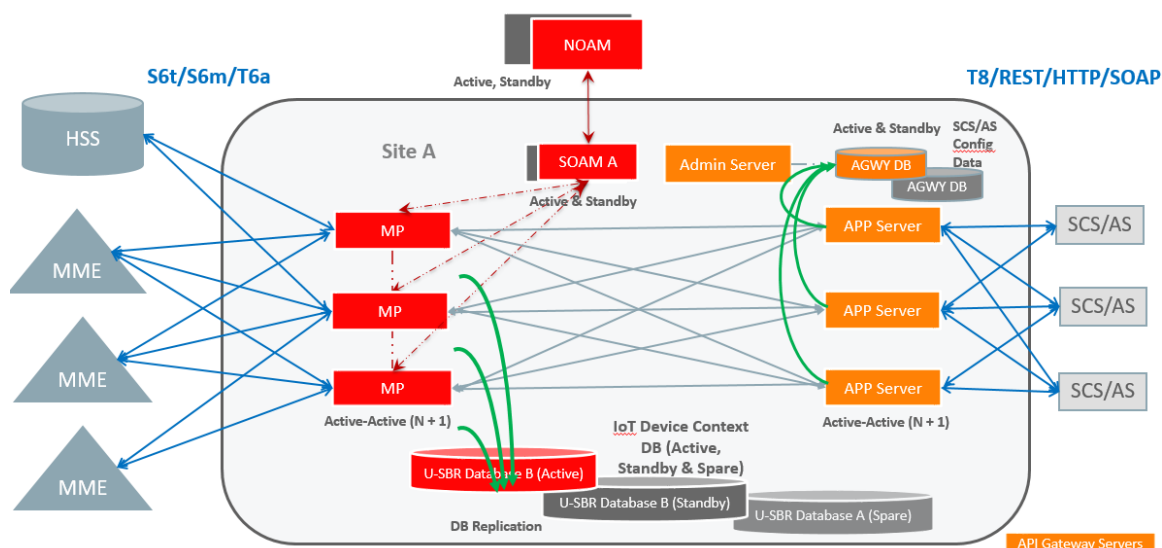 NOAM
Active, Standby
S6t/S6m/T6a
T8/REST/HTTP/SOAP
HSS
Site A
SOAM A
Active & Standby
Admin Server
Active & Standby
AGWY DB
AGWY DB
SCS/AS
Config
Data
MP
APP Server
SCS/AS
MME
MP
APP Server
SCS/AS
MME
MP
APP Server
SCS/AS
Active-Active (N + 1)
Active-Active (N + 1)
MME
IoT Device Context
DB (Active,
Standby & Spare)
U-SBR Database B (Active)
U-SBR Database B (Standby)
U-SBR Database A (Spare)
DB Replication
API Gateway Servers